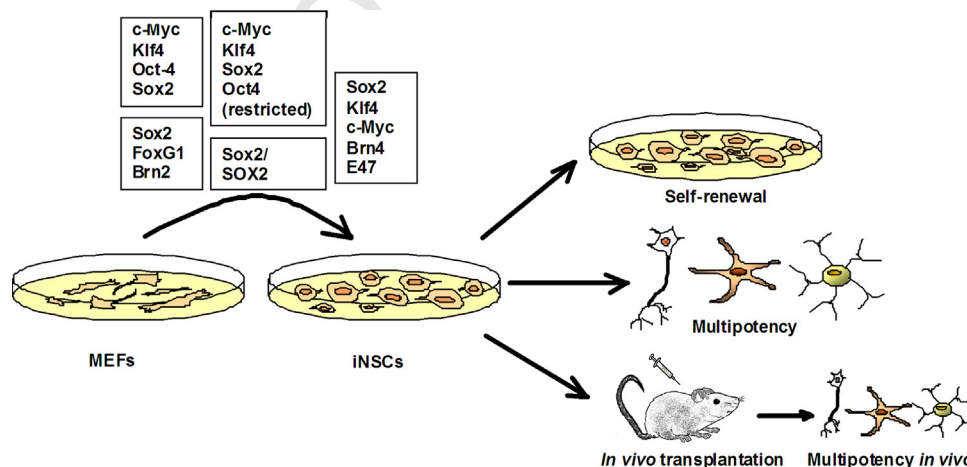 c-Myc
Klf4
Oct-4
Sox2
c-Myc
Klf4
Sox2
Oct4
(restricted)
Sox2
Klf4
c-Myc
Brn4
E47
Sox2
FoxG1
Brn2
Sox2/
SOX2
Self-renewal
MEFs
iNSCs
Multipotency
In vivo transplantation
Multipotency in vivo